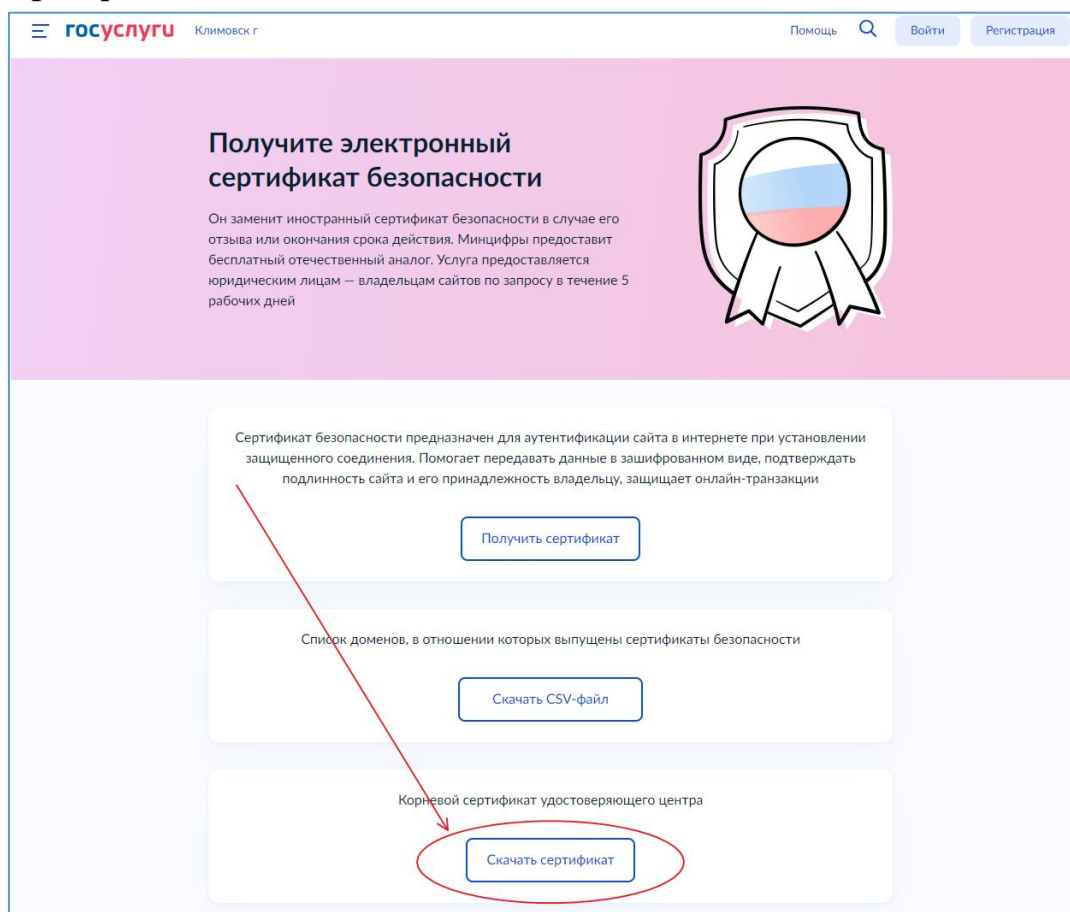 госуслуги Климовск г Помощь Войти Регистрация
Получите электронный
сертификат безопасности
Он заменит иностранный сертификат безопасности в случае его
отзыва или окончания срока действия. Минцифры предоставит
бесплатный отечественный аналог. Услуга предоставляется
юридическим лицам — владельцам сайтов по запросу в течение 5
рабочих дней
Сертификат безопасности предназначен для аутентификации сайта в интернете при установлении
защищенного соединения. Помогает передавать данные в зашифрованном виде, подтверждать
подлинность сайта и его принадлежность владельцу, защищает онлайн-транзакции
Получить сертификат
Список доменов, в отношении которых выпущены сертификаты безопасности
Скачать CSV-файл
Корневой сертификат удостоверяющего центра
Скачать сертификат